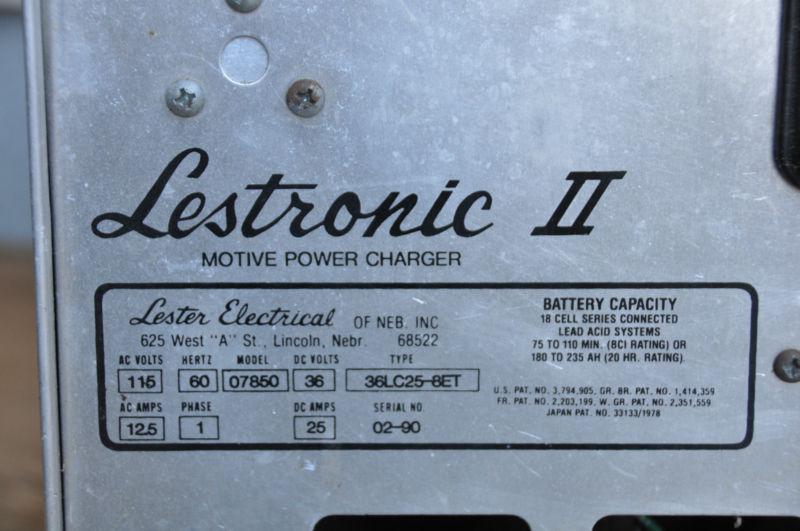 Lestronic II
MOTIVE POWER CHARGER
Lester Electrical OF NEB. INC
625 West "A" St., Lincoln, Nebr. 68522
AC VOLTS HERTZ MODEL DC VOLTS TYPE
115 60 07850 36 36LC25-8ET
AC AMPS PHASE DC AMPS SERIAL NO.
12.5 1 25 02-90
BATTERY CAPACITY
18 CELL SERIES CONNECTED
LEAD ACID SYSTEMS
75 TO 110 MIN. (BCI RATING) OR
180 TO 235 AH (20 HR. RATING).
U.S. PAT. NO. 3,794,905, GR. BR. PAT. NO. 1,414,359
FR. PAT. NO. 2,203,199, W. GR. PAT. NO. 2,351,559
JAPAN PAT. NO. 33133/1978